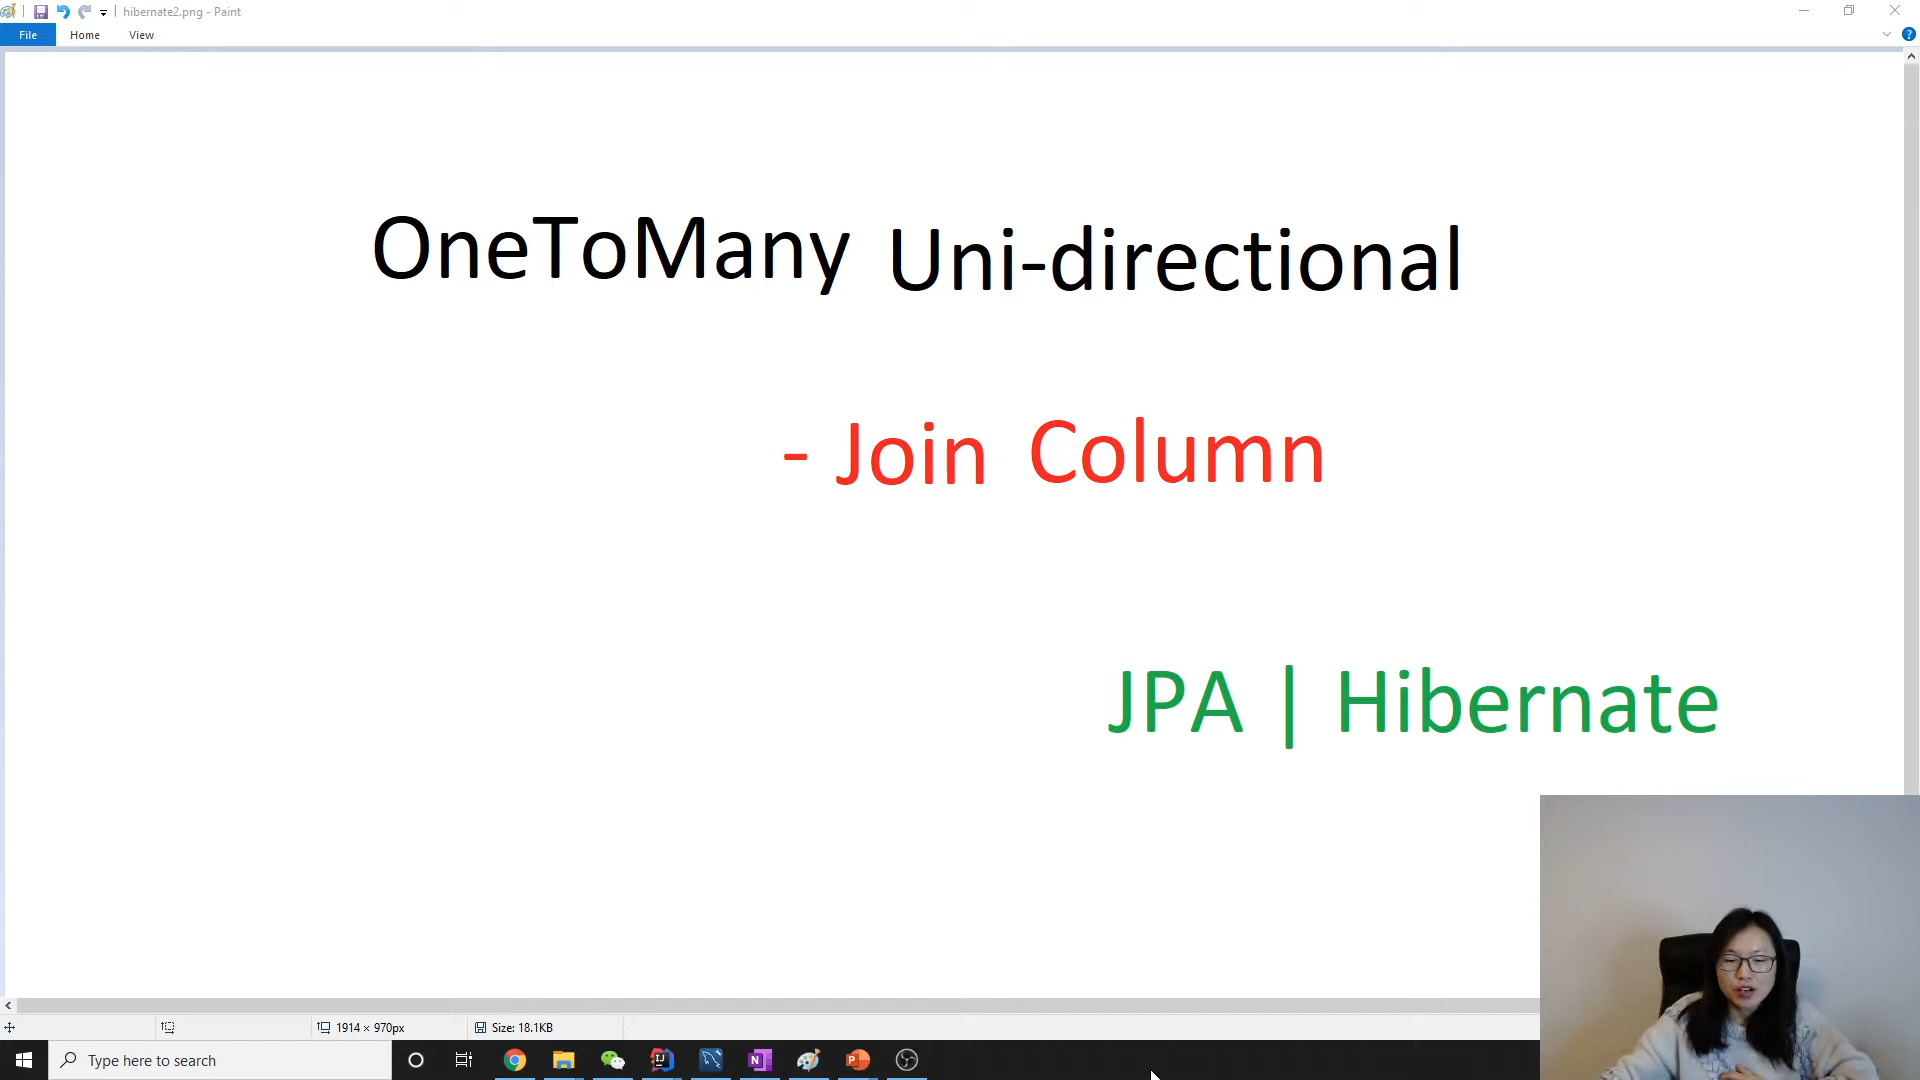 hibernate2.png - Paint
File Home View
OneToMany Uni-directional
- Join Column
JPA | Hibernate
1914 × 970px Size: 18.1KB
Type here to search